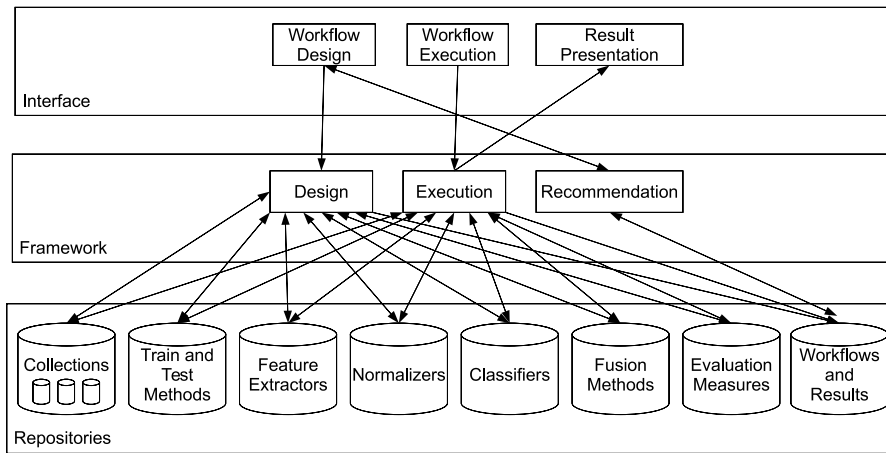 Workflow
Design
Workflow
Execution
Result
Presentation
Interface
Design
Execution
Recommendation
Framework
Collections
Train and
Test
Methods
Feature
Extractors
Normalizers
Classifiers
Fusion
Methods
Evaluation
Measures
Workflows
and
Results
Repositories